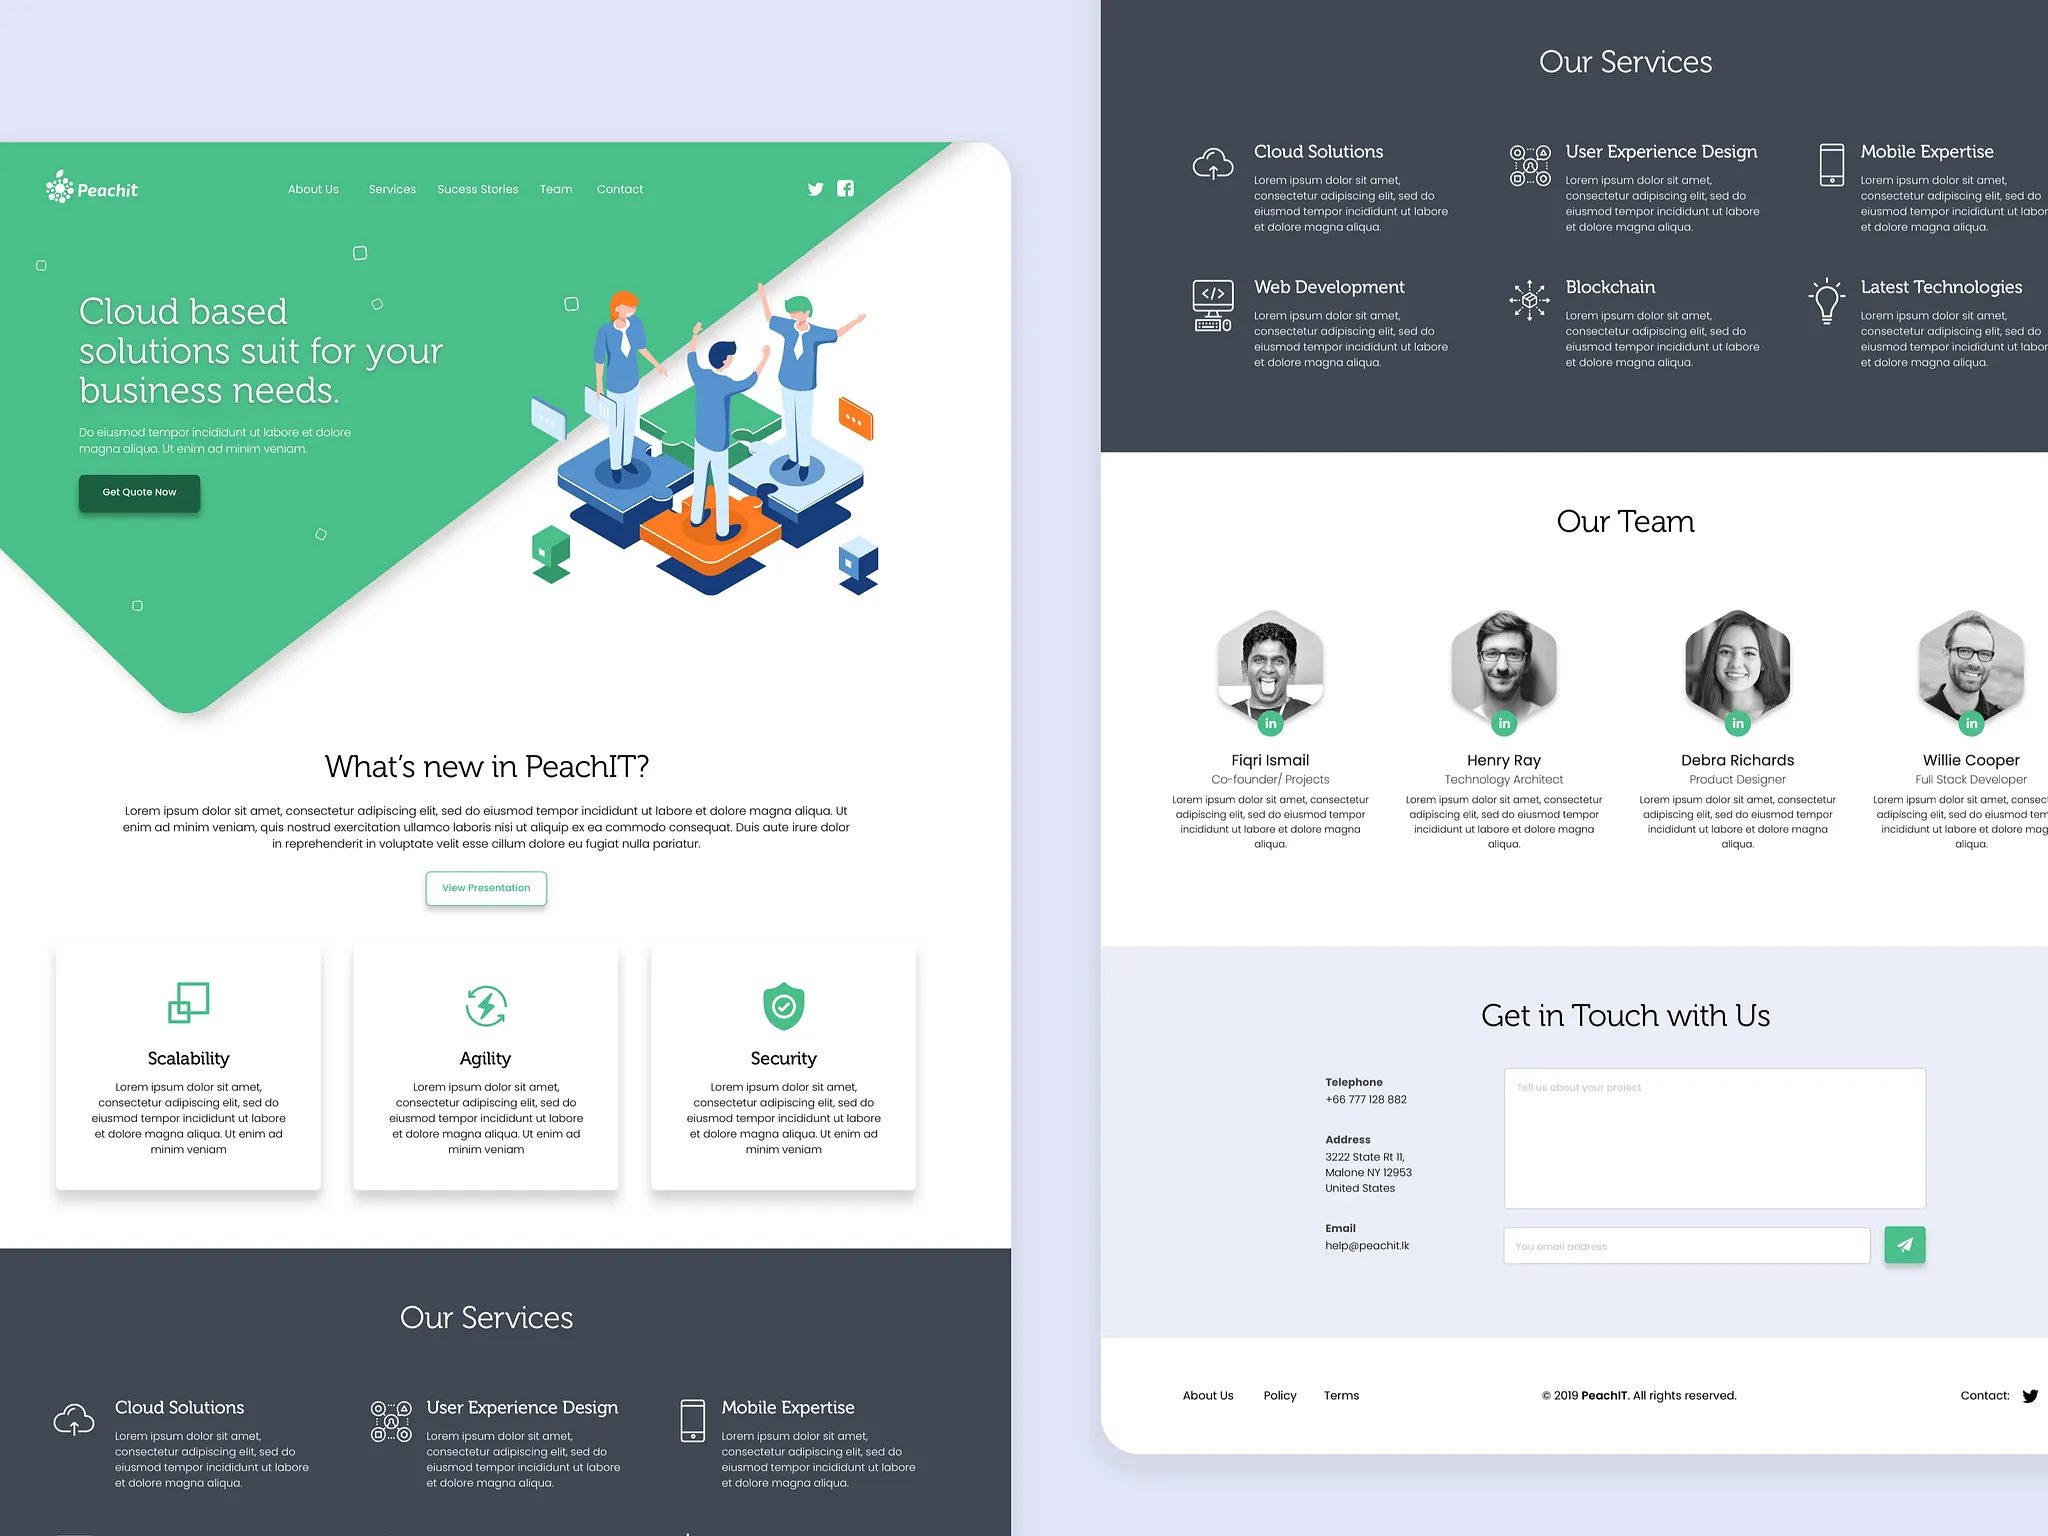 Peachit
About Us Services Sucess Stories Team Contact
Cloud based
solutions suit for your
business needs.
Do eiusmod tempor incididunt ut labore et dolore
magna aliqua. Ut enim ad minim veniam.
Get Quote Now
What's new in PeachIT?
Lorem ipsum dolor sit amet, consectetur adipiscing elit, sed do eiusmod tempor incididunt ut labore et dolore magna aliqua. Ut
enim ad minim veniam, quis nostrud exercitation ullamco laboris nisi ut aliquip ex ea commodo consequat. Duis aute irure dolor
in reprehenderit in voluptate velit esse cillum dolore eu fugiat nulla pariatur.
View Presentation
Scalability
Lorem ipsum dolor sit amet,
consectetur adipiscing elit, sed do
eiusmod tempor incididunt ut labore
et dolore magna aliqua. Ut enim ad
minim veniam
Agility
Lorem ipsum dolor sit amet,
consectetur adipiscing elit, sed do
eiusmod tempor incididunt ut labore
et dolore magna aliqua. Ut enim ad
minim veniam
Security
Lorem ipsum dolor sit amet,
consectetur adipiscing elit, sed do
eiusmod tempor incididunt ut labore
et dolore magna aliqua. Ut enim ad
minim veniam
Our Services
Cloud Solutions
Lorem ipsum dolor sit amet,
consectetur adipiscing elit, sed do
eiusmod tempor incididunt ut labore
et dolore magna aliqua.
User Experience Design
Lorem ipsum dolor sit amet,
consectetur adipiscing elit, sed do
eiusmod tempor incididunt ut labore
et dolore magna aliqua.
Mobile Expertise
Lorem ipsum dolor sit amet,
consectetur adipiscing elit, sed do
eiusmod tempor incididunt ut labore
et dolore magna aliqua.
Our Services
Cloud Solutions
Lorem ipsum dolor sit amet,
consectetur adipiscing elit, sed do
eiusmod tempor incididunt ut labore
et dolore magna aliqua.
User Experience Design
Lorem ipsum dolor sit amet,
consectetur adipiscing elit, sed do
eiusmod tempor incididunt ut labore
et dolore magna aliqua.
Mobile Expertise
Lorem ipsum dolor sit amet,
consectetur adipiscing elit, sed do
eiusmod tempor incididunt ut labor
et dolore magna aliqua.
Web Development
Lorem ipsum dolor sit amet,
consectetur adipiscing elit, sed do
eiusmod tempor incididunt ut labore
et dolore magna aliqua.
Blockchain
Lorem ipsum dolor sit amet,
consectetur adipiscing elit, sed do
eiusmod tempor incididunt ut labore
et dolore magna aliqua.
Latest Technologies
Lorem ipsum dolor sit amet,
consectetur adipiscing elit, sed do
eiusmod tempor incididunt ut labor
et dolore magna aliqua.
Our Team
in
Fiqri Ismail
Co-founder/ Projects
Lorem ipsum dolor sit amet, consectetur
adipiscing elit, sed do eiusmod tempor
incididunt ut labore et dolore magna
aliqua.
in
Henry Ray
Technology Architect
Lorem ipsum dolor sit amet, consectetur
adipiscing elit, sed do eiusmod tempor
incididunt ut labore et dolore magna
aliqua.
in
Debra Richards
Product Designer
Lorem ipsum dolor sit amet, consectetur
adipiscing elit, sed do eiusmod tempor
incididunt ut labore et dolore magna
aliqua.
in
Willie Cooper
Full Stack Developer
Lorem ipsum dolor sit amet, consect
adipiscing elit, sed do eiusmod tem
incididunt ut labore et dolore mag
aliqua.
Get in Touch with Us
Telephone
+66 777 128 882
Address
3222 State Rt 11,
Malone NY 12953
United States
Email
help@peachit.lk
Tell us about your project
You email address
About Us Policy Terms
© 2019 PeachIT. All rights reserved.
Contact: